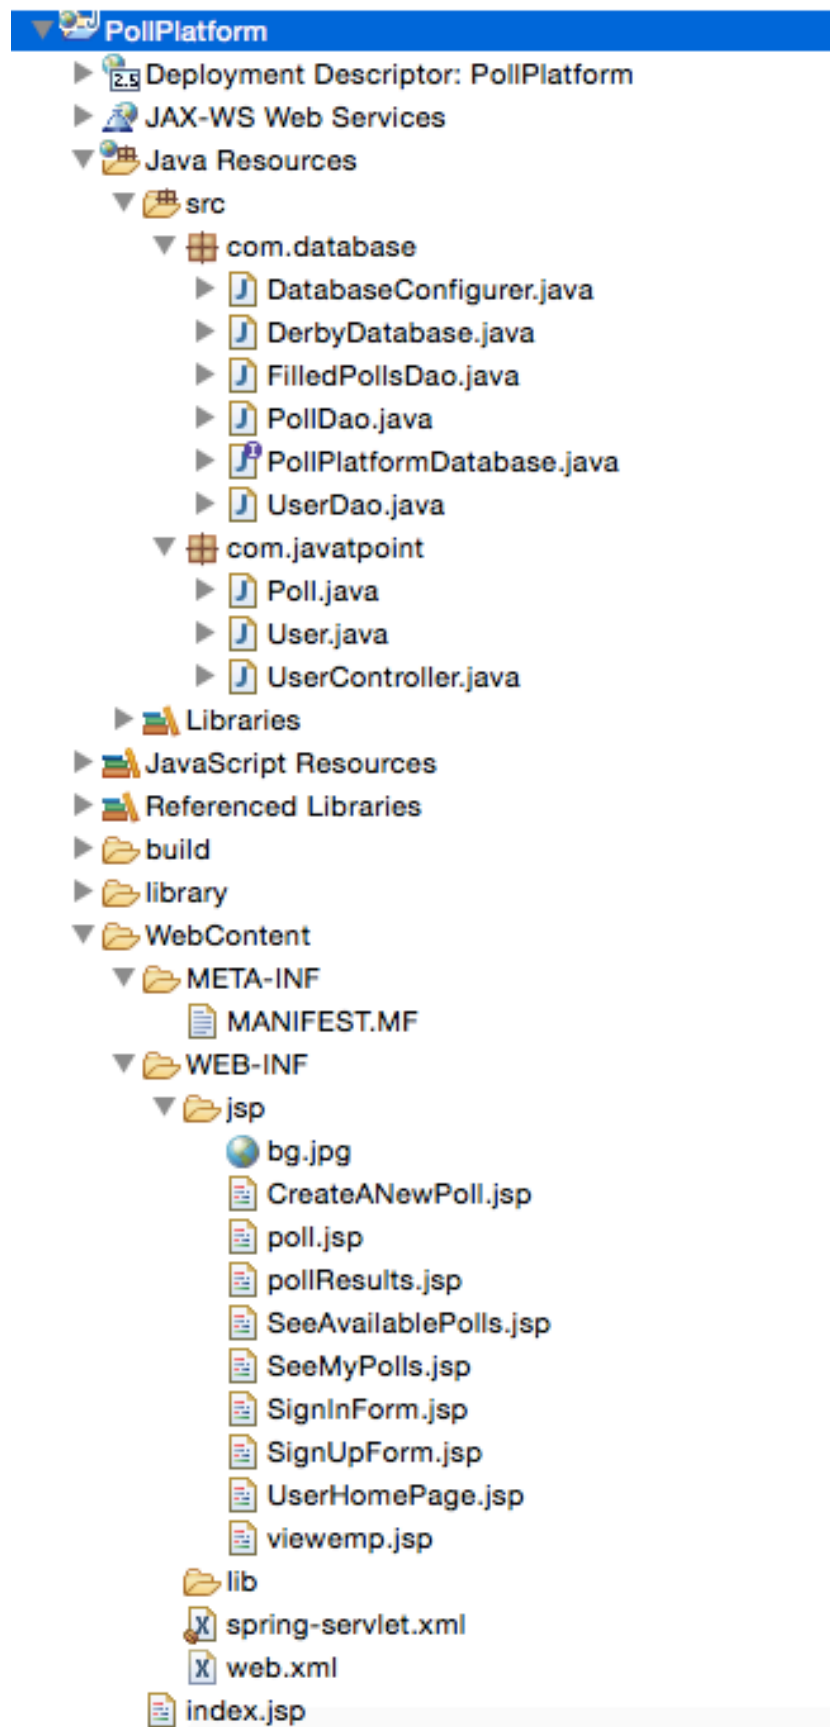 PollPlatform
2.5 Deployment Descriptor: PollPlatform
JAX-WS Web Services
Java Resources
src
com.database
J DatabaseConfigurer.java
J DerbyDatabase.java
J FilledPollsDao.java
J PollDao.java
J I PollPlatformDatabase.java
J UserDao.java
com.javatpoint
J Poll.java
J User.java
J UserController.java
Libraries
JavaScript Resources
Referenced Libraries
build
library
WebContent
META-INF
MANIFEST.MF
WEB-INF
jsp
bg.jpg
CreateANewPoll.jsp
poll.jsp
pollResults.jsp
SeeAvailablePolls.jsp
SeeMyPolls.jsp
SignInForm.jsp
SignUpForm.jsp
UserHomePage.jsp
viewemp.jsp
lib
X spring-servlet.xml
X web.xml
index.jsp